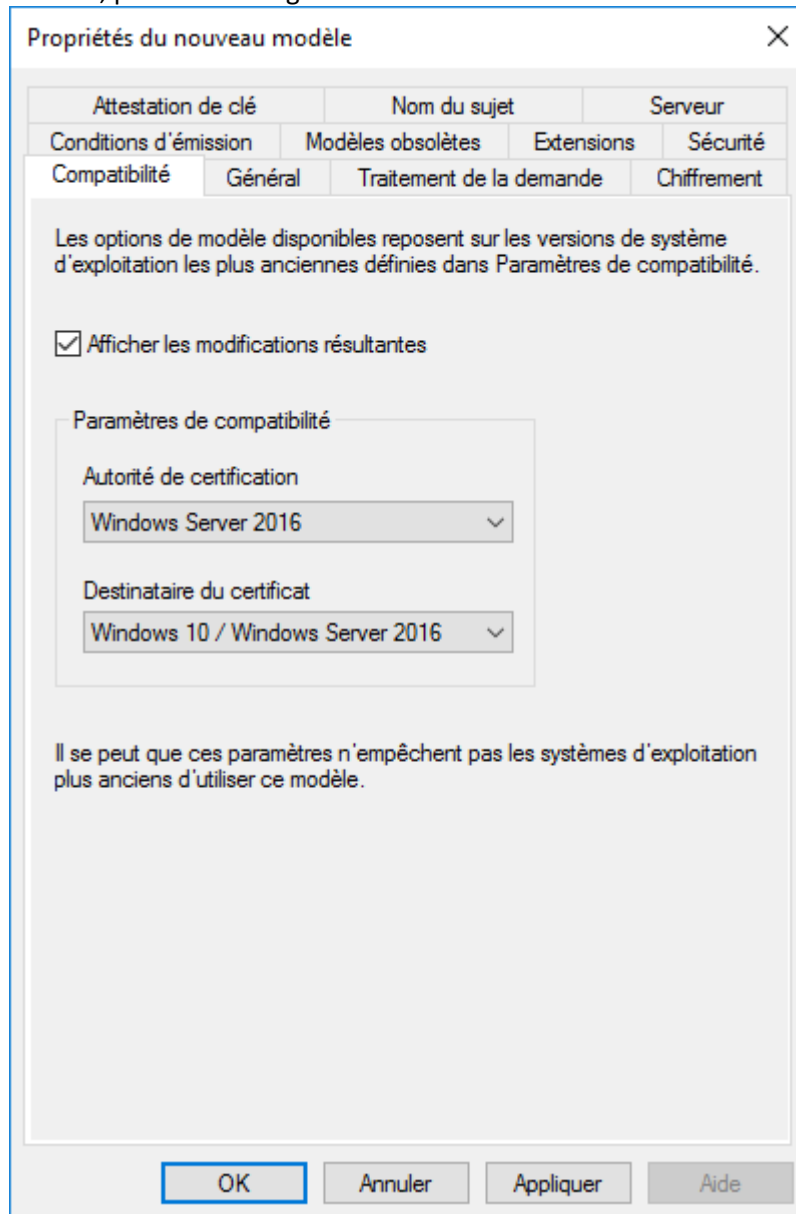 Propriétés du nouveau modèle
Attestation de clé Nom du sujet Serveur
Conditions d'émission Modèles obsolètes Extensions Sécurité
Compatibilité Général Traitement de la demande Chiffrement
Les options de modèle disponibles reposent sur les versions de système
d'exploitation les plus anciennes définies dans Paramètres de compatibilité.
Afficher les modifications résultantes
Paramètres de compatibilité
Autorité de certification
Windows Server 2016
Destinataire du certificat
Windows 10 / Windows Server 2016
Il se peut que ces paramètres n'empêchent pas les systèmes d'exploitation
plus anciens d'utiliser ce modèle.
OK Annuler Appliquer Aide